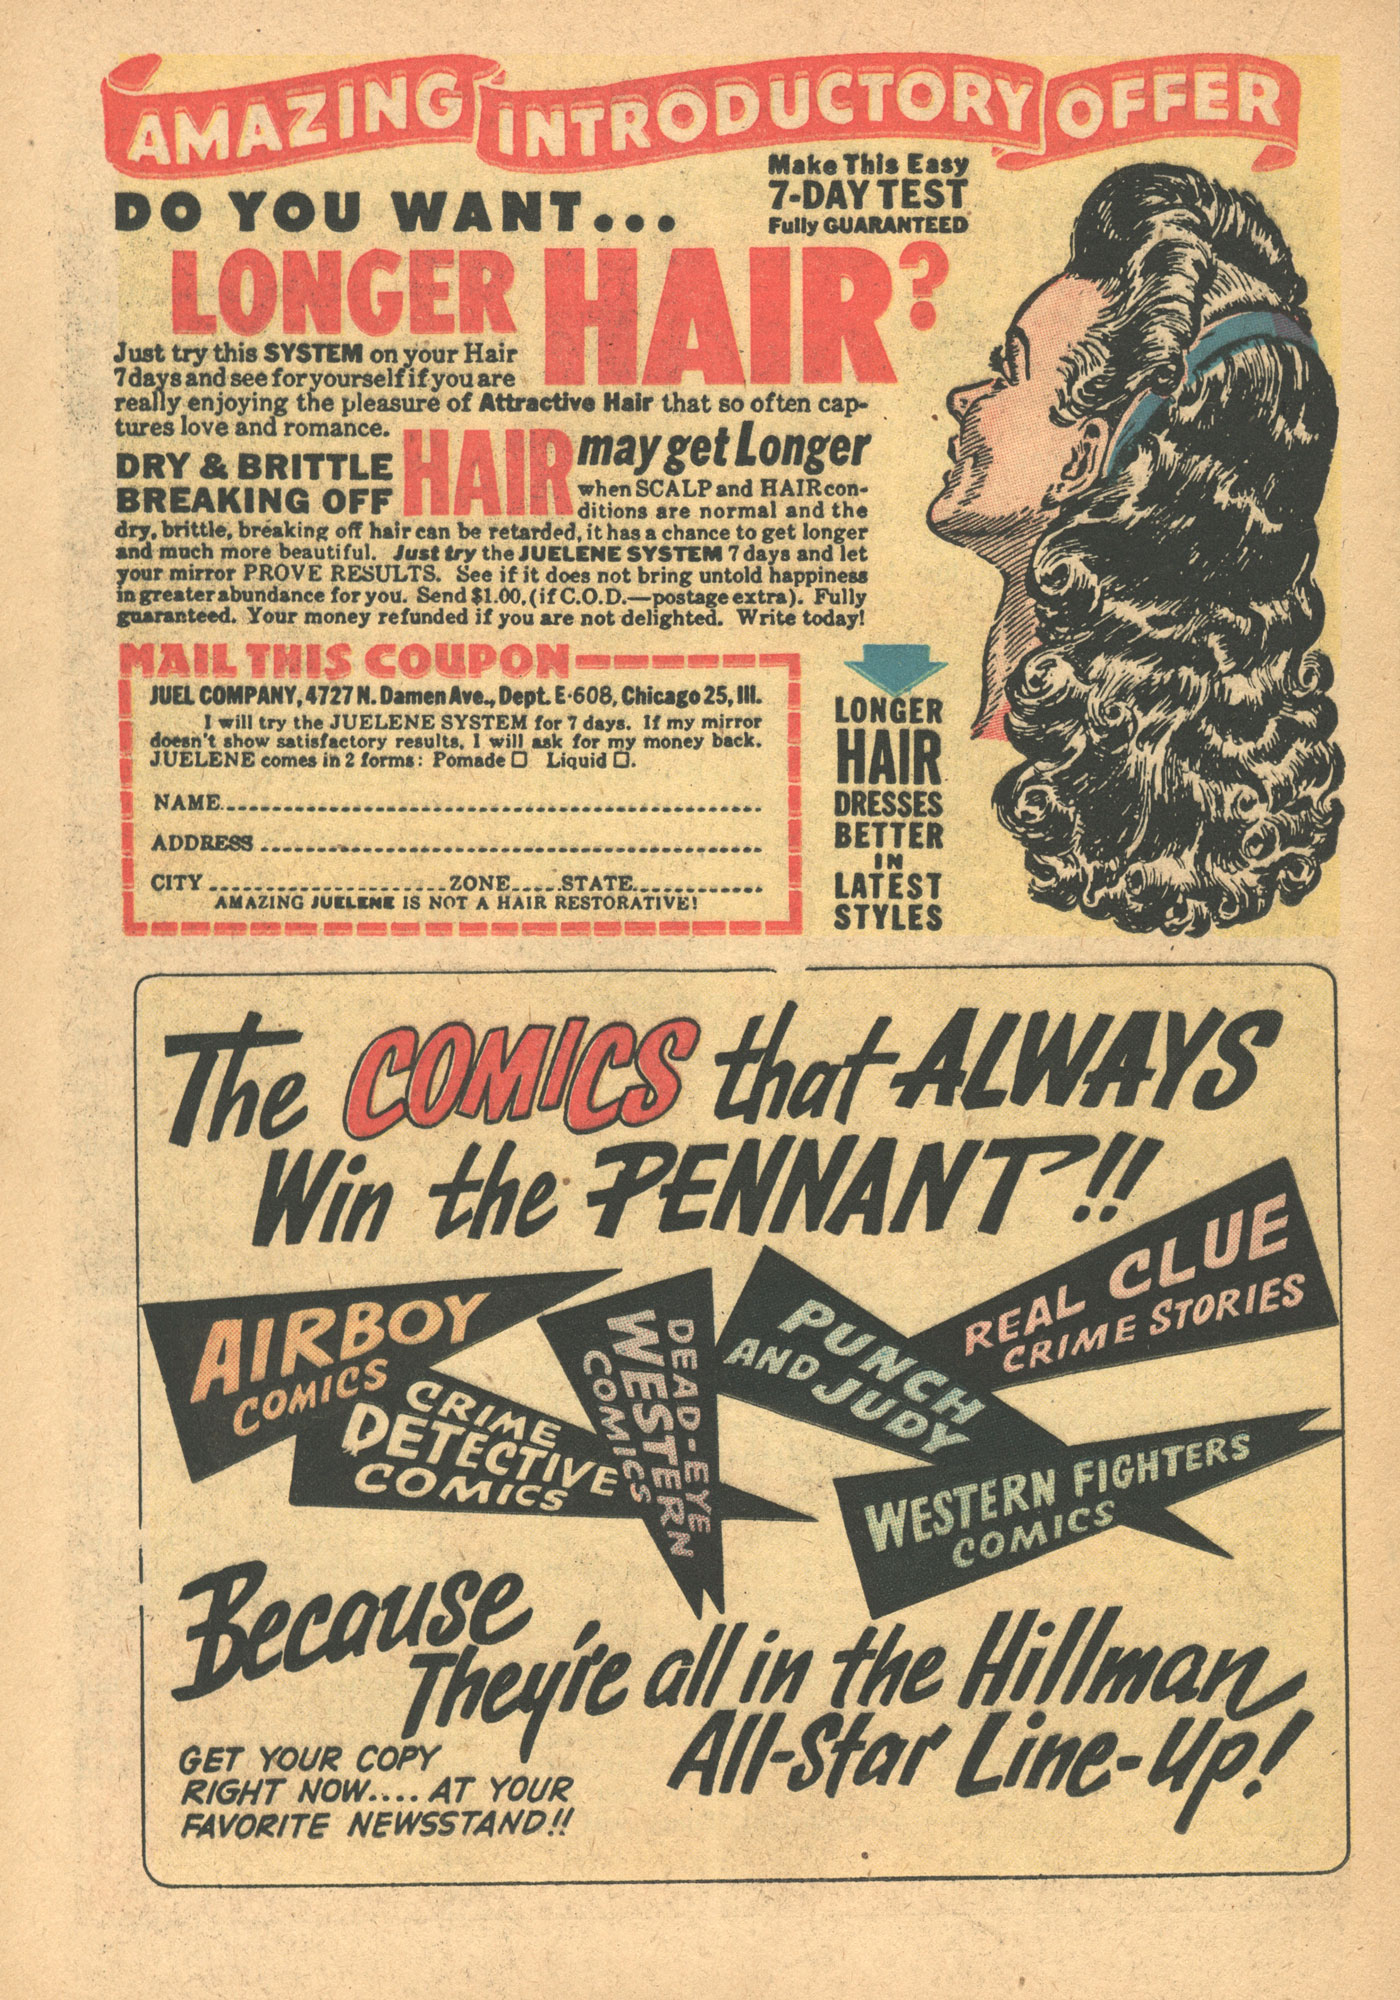 AMAZING INTRODUCTORY OFFER
Make This Easy
7-DAY TEST
Fully GUARANTEED
DO YOU WANT...
LONGER HAIR?
Just try this SYSTEM on your Hair
7 days and see for yourself if you are
really enjoying the pleasure of Attractive Hair that so often cap-
tures love and romance.
DRY & BRITTLE
BREAKING OFF
HAIR may get Longer
when SCALP and HAIR con-
ditions are normal and the
dry, brittle, breaking off hair can be retarded, it has a chance to get longer
and much more beautiful. Just try the JUELENE SYSTEM 7 days and let
your mirror PROVE RESULTS. See if it does not bring untold happiness
in greater abundance for you. Send $1.00, (if C.O.D.—postage extra). Fully
guaranteed. Your money refunded if you are not delighted. Write today!
MAIL THIS COUPON
JUEL COMPANY, 4727 N. Damen Ave., Dept. E-608, Chicago 25, Ill.
I will try the JUELENE SYSTEM for 7 days. If my mirror
doesn't show satisfactory results, I will ask for my money back.
JUELENE comes in 2 forms: Pomade □ Liquid □.
NAME
ADDRESS
CITY ZONE STATE
AMAZING JUELENE IS NOT A HAIR RESTORATIVE!
LONGER
HAIR
DRESSES
BETTER
IN
LATEST
STYLES
The COMICS that ALWAYS
Win the PENNANT!!
AIRBOY
COMICS
CRIME
DETECTIVE
COMICS
DEAD-EYE
WESTERN
COMICS
PUNCH
AND JUDY
REAL CLUE
CRIME STORIES
WESTERN FIGHTERS
COMICS
Because
They're all in the Hillman
All-Star Line-Up!
GET YOUR COPY
RIGHT NOW.... AT YOUR
FAVORITE NEWSSTAND!!